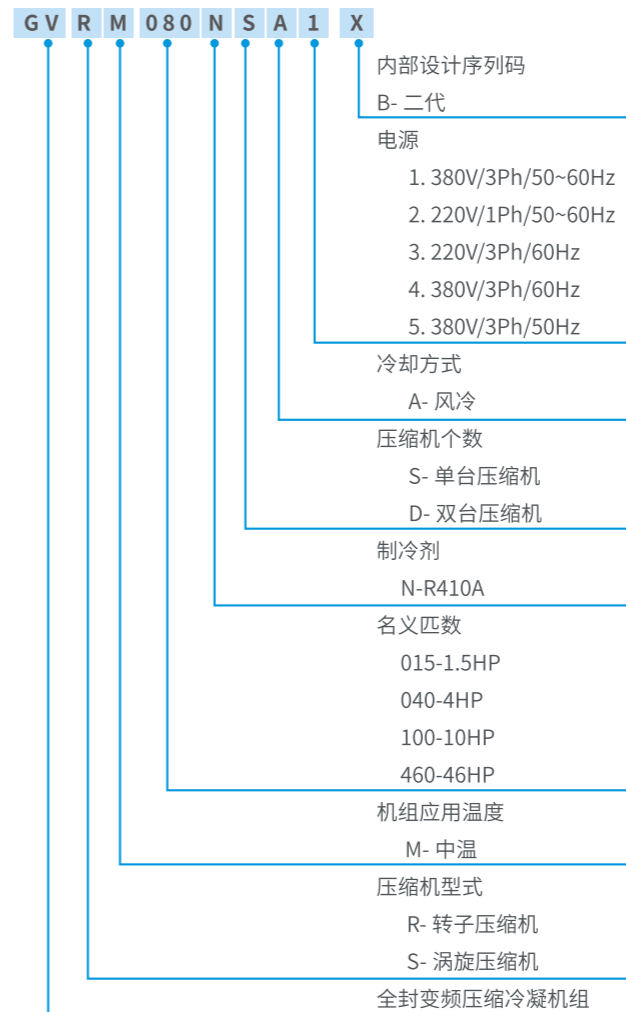 GV R M 080 N S A 1 X
内部设计序列码
B- 二代
电源
1. 380V/3Ph/50~60Hz
2. 220V/1Ph/50~60Hz
3. 220V/3Ph/60Hz
4. 380V/3Ph/60Hz
5. 380V/3Ph/50Hz
冷却方式
A- 风冷
压缩机个数
S- 单台压缩机
D- 双台压缩机
制冷剂
N-R410A
名义匹数
015-1.5HP
040-4HP
100-10HP
460-46HP
机组应用温度
M- 中温
压缩机型式
R- 转子压缩机
S- 涡旋压缩机
全封变频压缩冷凝机组